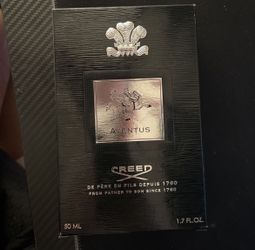 AVENTUS
CREED
DE PÈRE EN FILS DEPUIS 1760
FROM FATHER TO SON SINCE 1760
50 ML
1.7 FL.OZ.